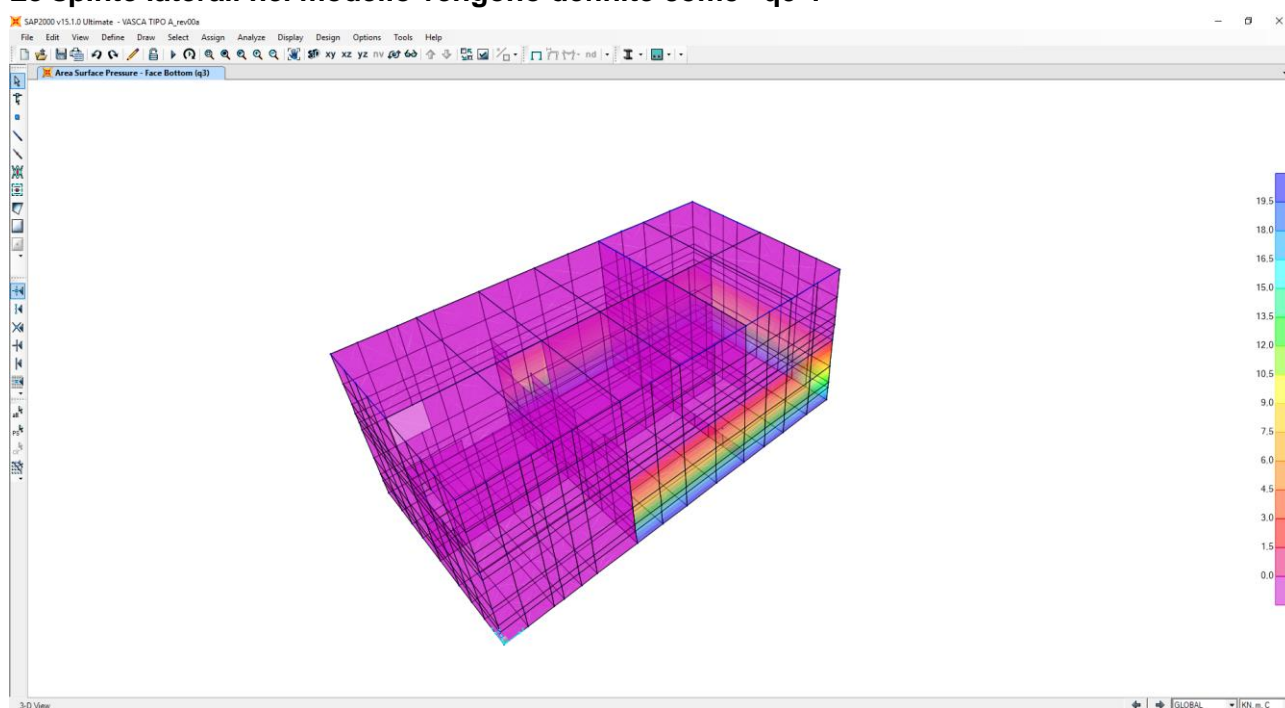 SAP2000 v15.1.0 Ultimate - VASCA TIPO A_rev00a
File Edit View Define Draw Select Assign Analyze Display Design Options Tools Help
xy xz yz nv nd
Area Surface Pressure - Face Bottom (q3)
19.5
18.0
16.5
15.0
13.5
12.0
10.5
9.0
7.5
6.0
4.5
3.0
1.5
0.0
3-D View
GLOBAL KN, m, C